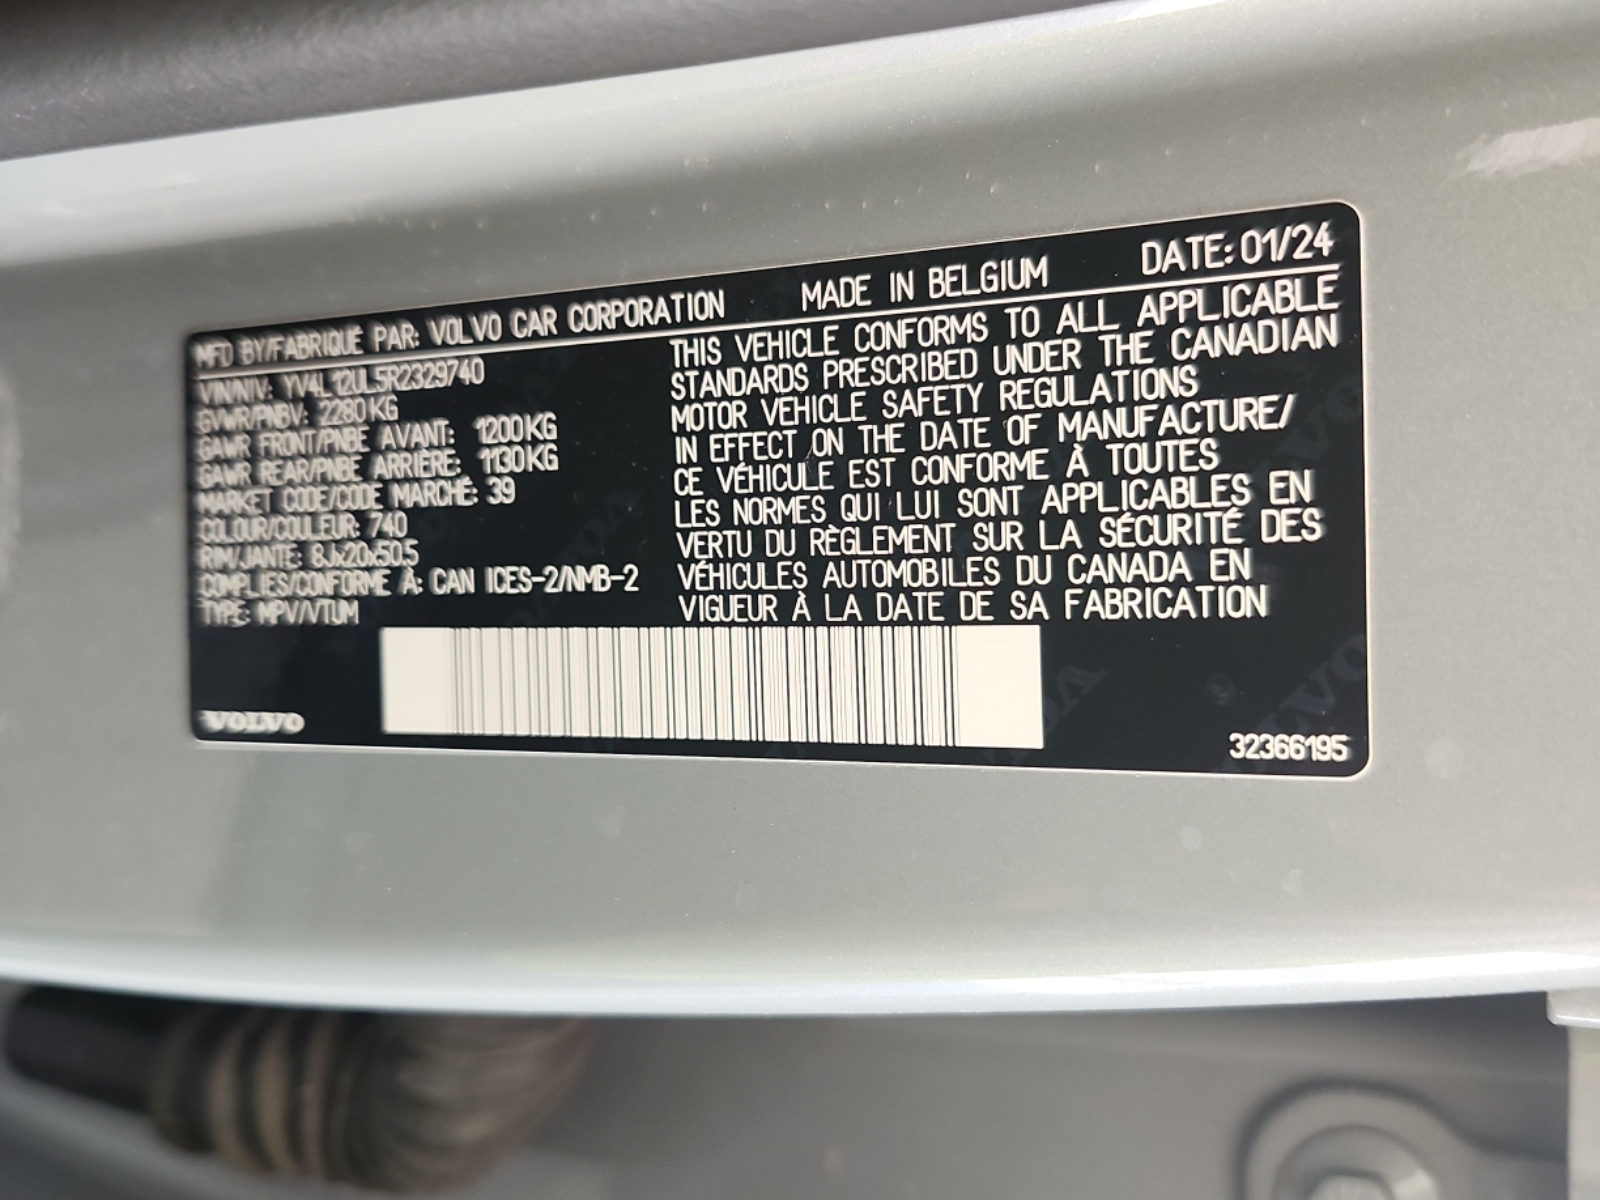 MFD BY/FABRIQUÉ PAR: VOLVO CAR CORPORATION MADE IN BELGIUM DATE: 01/24
VIN/NIV: YV4L12UL5R2329740
GVWR/PNBV: 2280 KG
GAWR FRONT/PNBE AVANT: 1200 KG
GAWR REAR/PNBE ARRIÈRE: 1130 KG
MARKET CODE/CODE MARCHÉ: 39
COLOUR/COULEUR: 740
RIM/JANTE: 8Jx20x50.5
COMPLIES/CONFORME À: CAN ICES-2/NMB-2
TYPE: MPV/VTUM
THIS VEHICLE CONFORMS TO ALL APPLICABLE
STANDARDS PRESCRIBED UNDER THE CANADIAN
MOTOR VEHICLE SAFETY REGULATIONS
IN EFFECT ON THE DATE OF MANUFACTURE/
CE VÉHICULE EST CONFORME À TOUTES
LES NORMES QUI LUI SONT APPLICABLES EN
VERTU DU RÈGLEMENT SUR LA SÉCURITÉ DES
VÉHICULES AUTOMOBILES DU CANADA EN
VIGUEUR À LA DATE DE SA FABRICATION
VOLVO
32366195